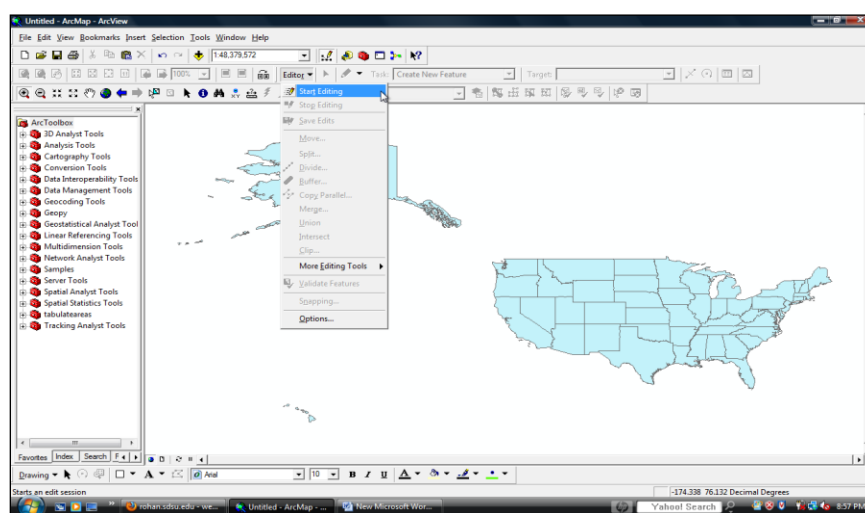 Untitled - ArcMap - ArcView
File Edit View Bookmarks Insert Selection Tools Window Help
1:48,379,572
100% Editor Task: Create New Feature Target:
Start Editing
Stop Editing
Save Edits
Move...
Split...
Divide...
Buffer...
Copy Parallel...
Merge...
Union
Intersect
Clip...
More Editing Tools
Validate Features
Snapping...
Options...
ArcToolbox
3D Analyst Tools
Analysis Tools
Cartography Tools
Conversion Tools
Data Interoperability Tools
Data Management Tools
Geocoding Tools
Geopy
Geostatistical Analyst Tool
Linear Referencing Tools
Multidimension Tools
Network Analyst Tools
Samples
Server Tools
Spatial Analyst Tools
Spatial Statistics Tools
tabulateareas
Tracking Analyst Tools
Favorites Index Search F
Drawing A Arial 10 B I U A
Starts an edit session -174.338 76.132 Decimal Degrees
rohan.sdsu.edu - we... Untitled - ArcMap - ... New Microsoft Wor... Yahoo! Search 8:57 PM